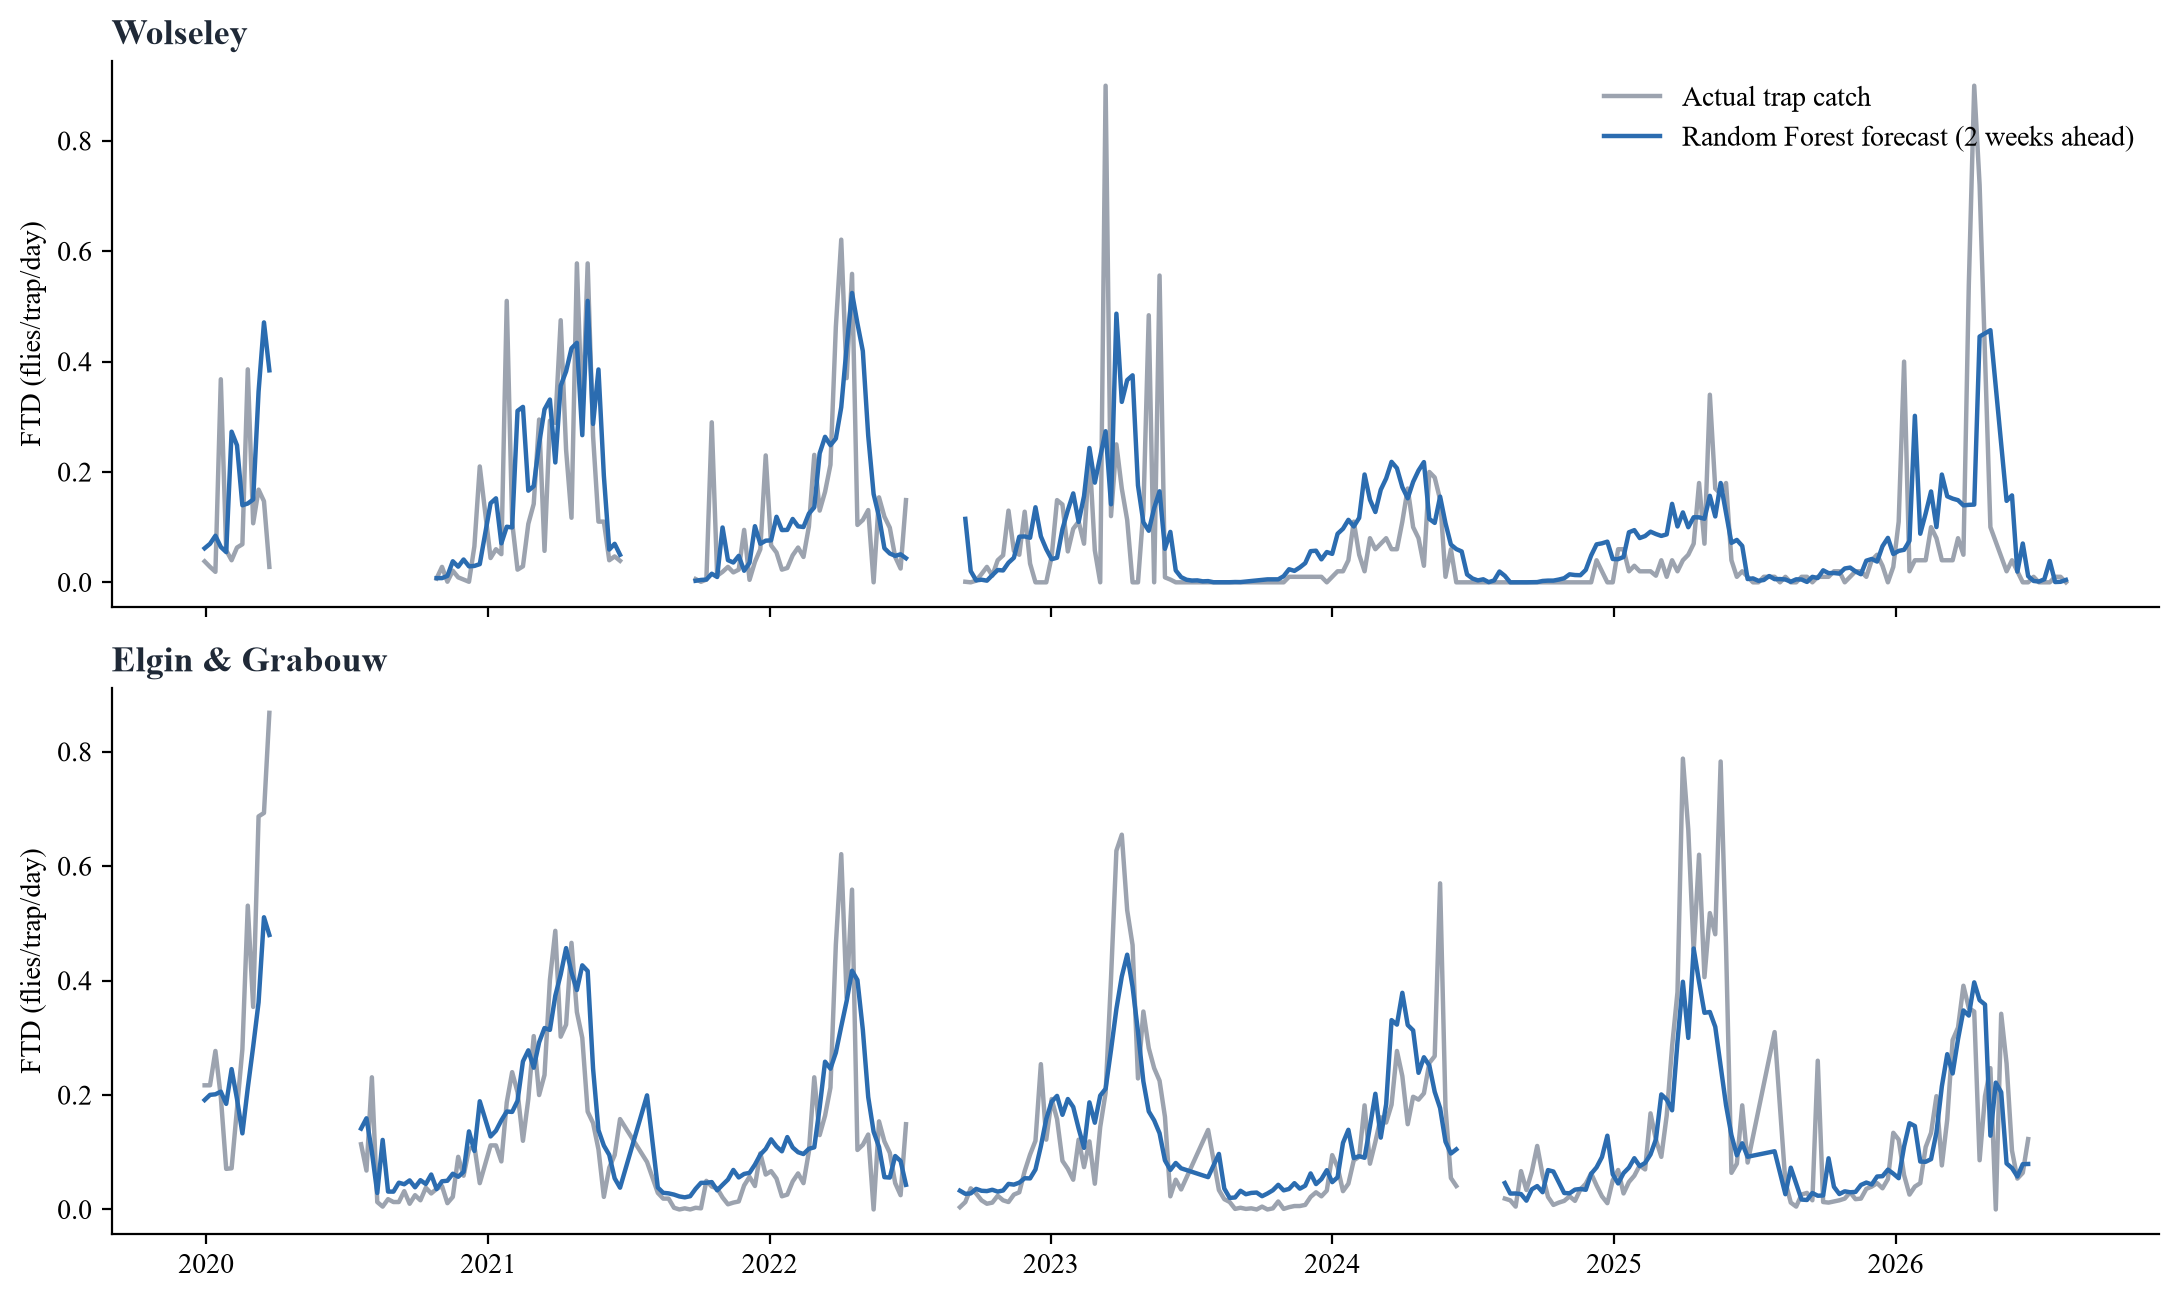 Wolseley
Actual trap catch
Random Forest forecast (2 weeks ahead)
FTD (flies/trap/day)
0.8
0.6
0.4
0.2
0.0
Elgin & Grabouw
FTD (flies/trap/day)
0.8
0.6
0.4
0.2
0.0
2020 2021 2022 2023 2024 2025 2026